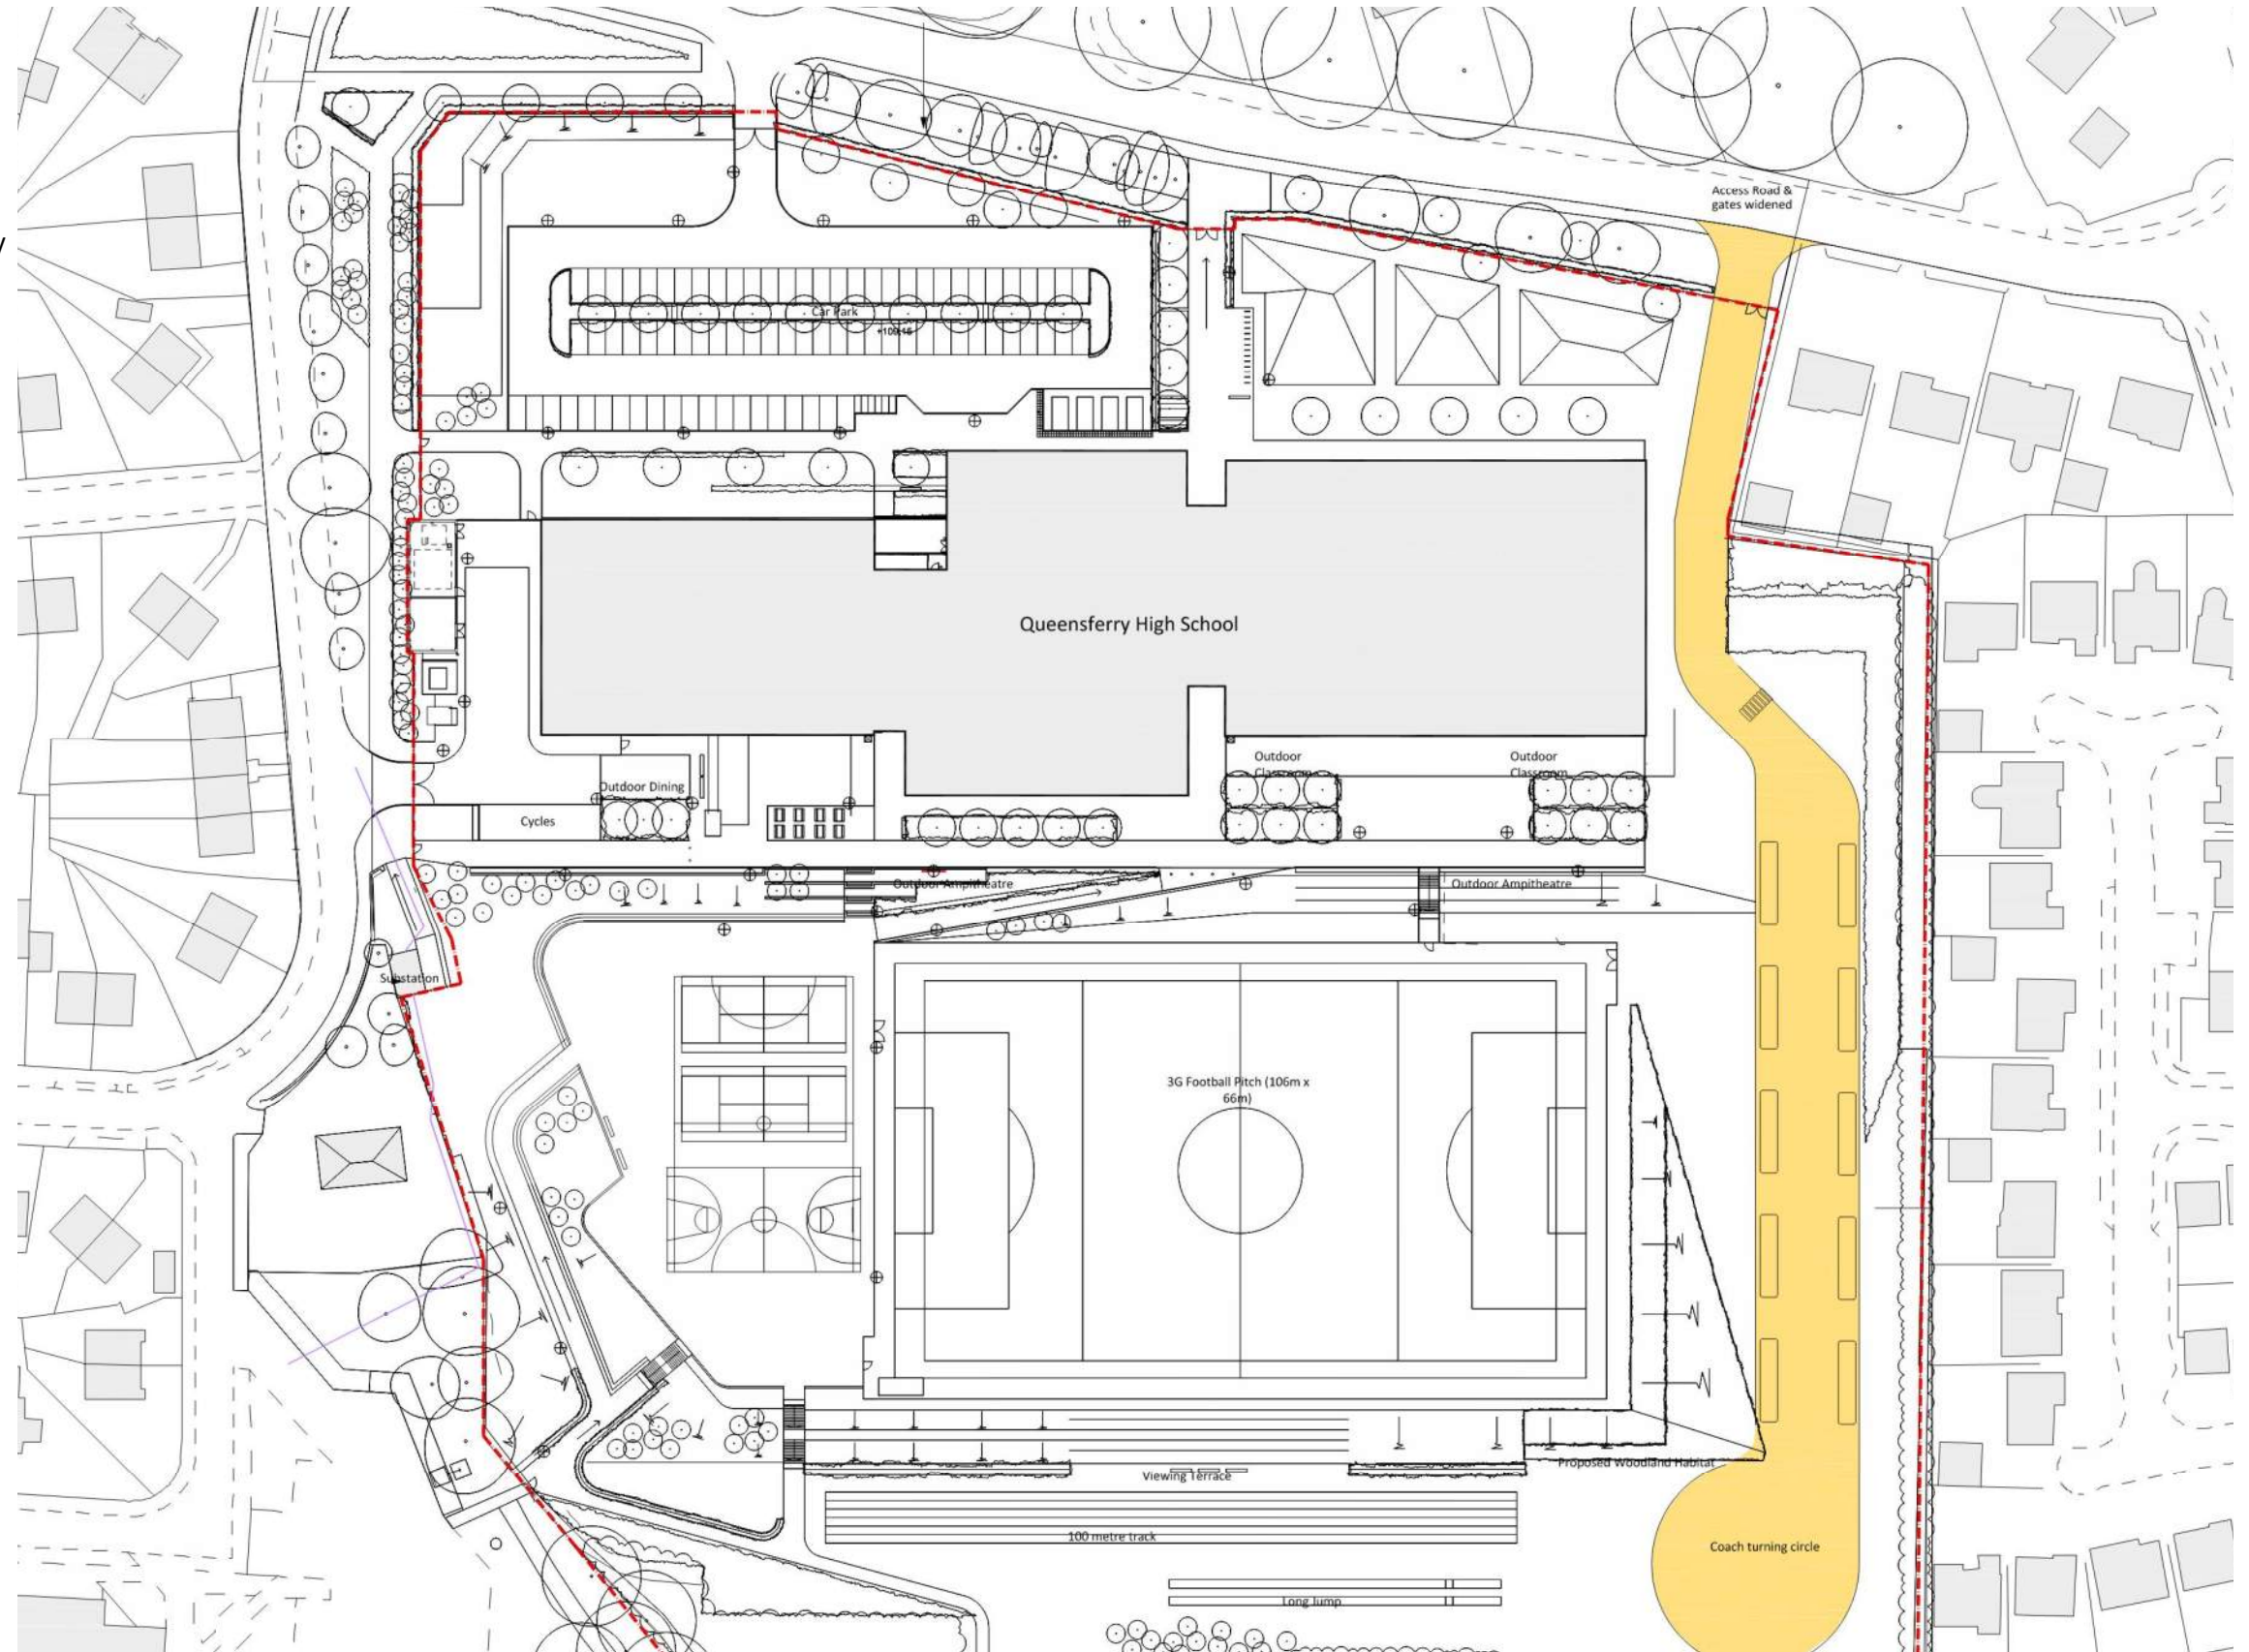 Access Road &
gates widened
Car Park
+109.15
Queensferry High School
Outdoor
Classroom
Outdoor
Classroom
Outdoor Dining
Cycles
Outdoor Ampitheatre
Outdoor Ampitheatre
Substation
3G Football Pitch (106m x
66m)
Proposed Woodland Habitat
Viewing Terrace
100 metre track
Coach turning circle
Long Jump